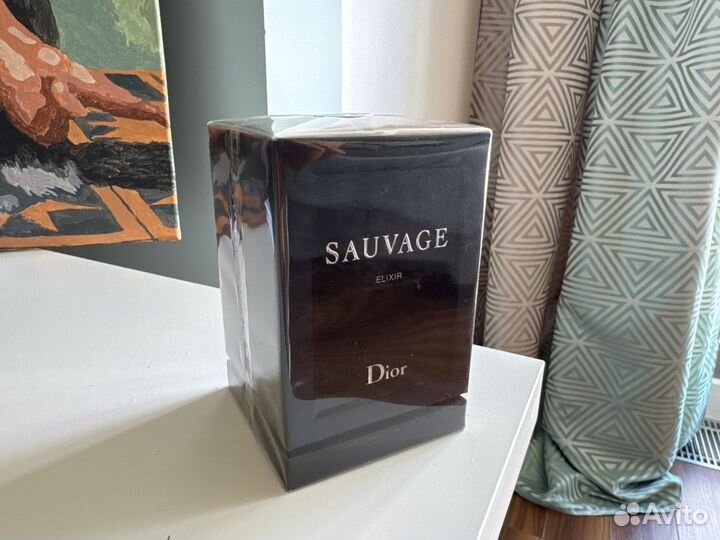 SAUVAGE
ELIXIR
Dior
Avito